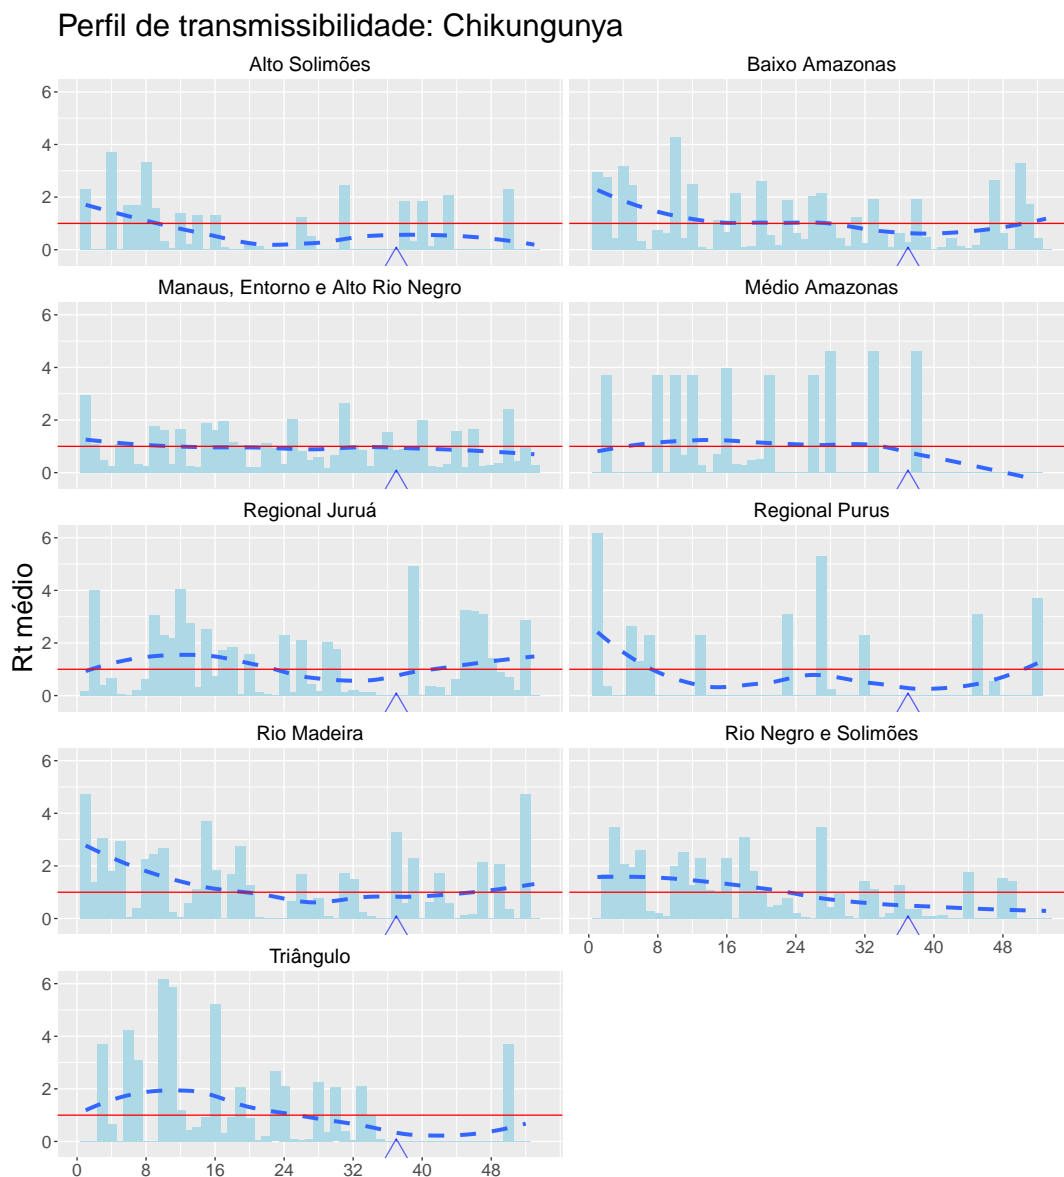 Perfil de transmissibilidade: Chikungunya
Alto Solimões
Baixo Amazonas
6
4
2
0
Manaus, Entorno e Alto Rio Negro
Médio Amazonas
6
4
2
0
Regional Juruá
Regional Purus
6
4
2
0
Rt médio
Rio Madeira
Rio Negro e Solimões
6
4
2
0
0 8 16 24 32 40 48
Triângulo
6
4
2
0
0 8 16 24 32 40 48